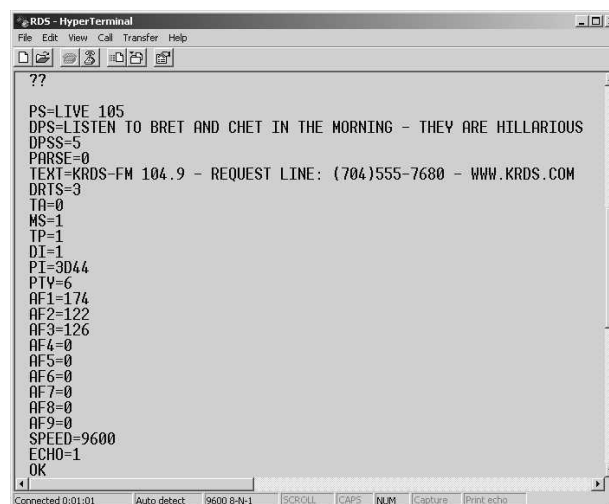 RDS - HyperTerminal
File Edit View Call Transfer Help
??
PS=LIVE 105
DPS=LISTEN TO BRET AND CHET IN THE MORNING - THEY ARE HILLARIOUS
DPSS=5
PARSE=0
TEXT=KRDS-FM 104.9 - REQUEST LINE: (704)555-7680 - WWW.KRDS.COM
DRTS=3
TA=0
MS=1
TP=1
DI=1
PI=3D44
PTY=6
AF1=174
AF2=122
AF3=126
AF4=0
AF5=0
AF6=0
AF7=0
AF8=0
AF9=0
SPEED=9600
ECHO=1
OK
Connected 0:01:01 Auto detect 9600 8-N-1 SCROLL CAPS NUM Capture Print echo